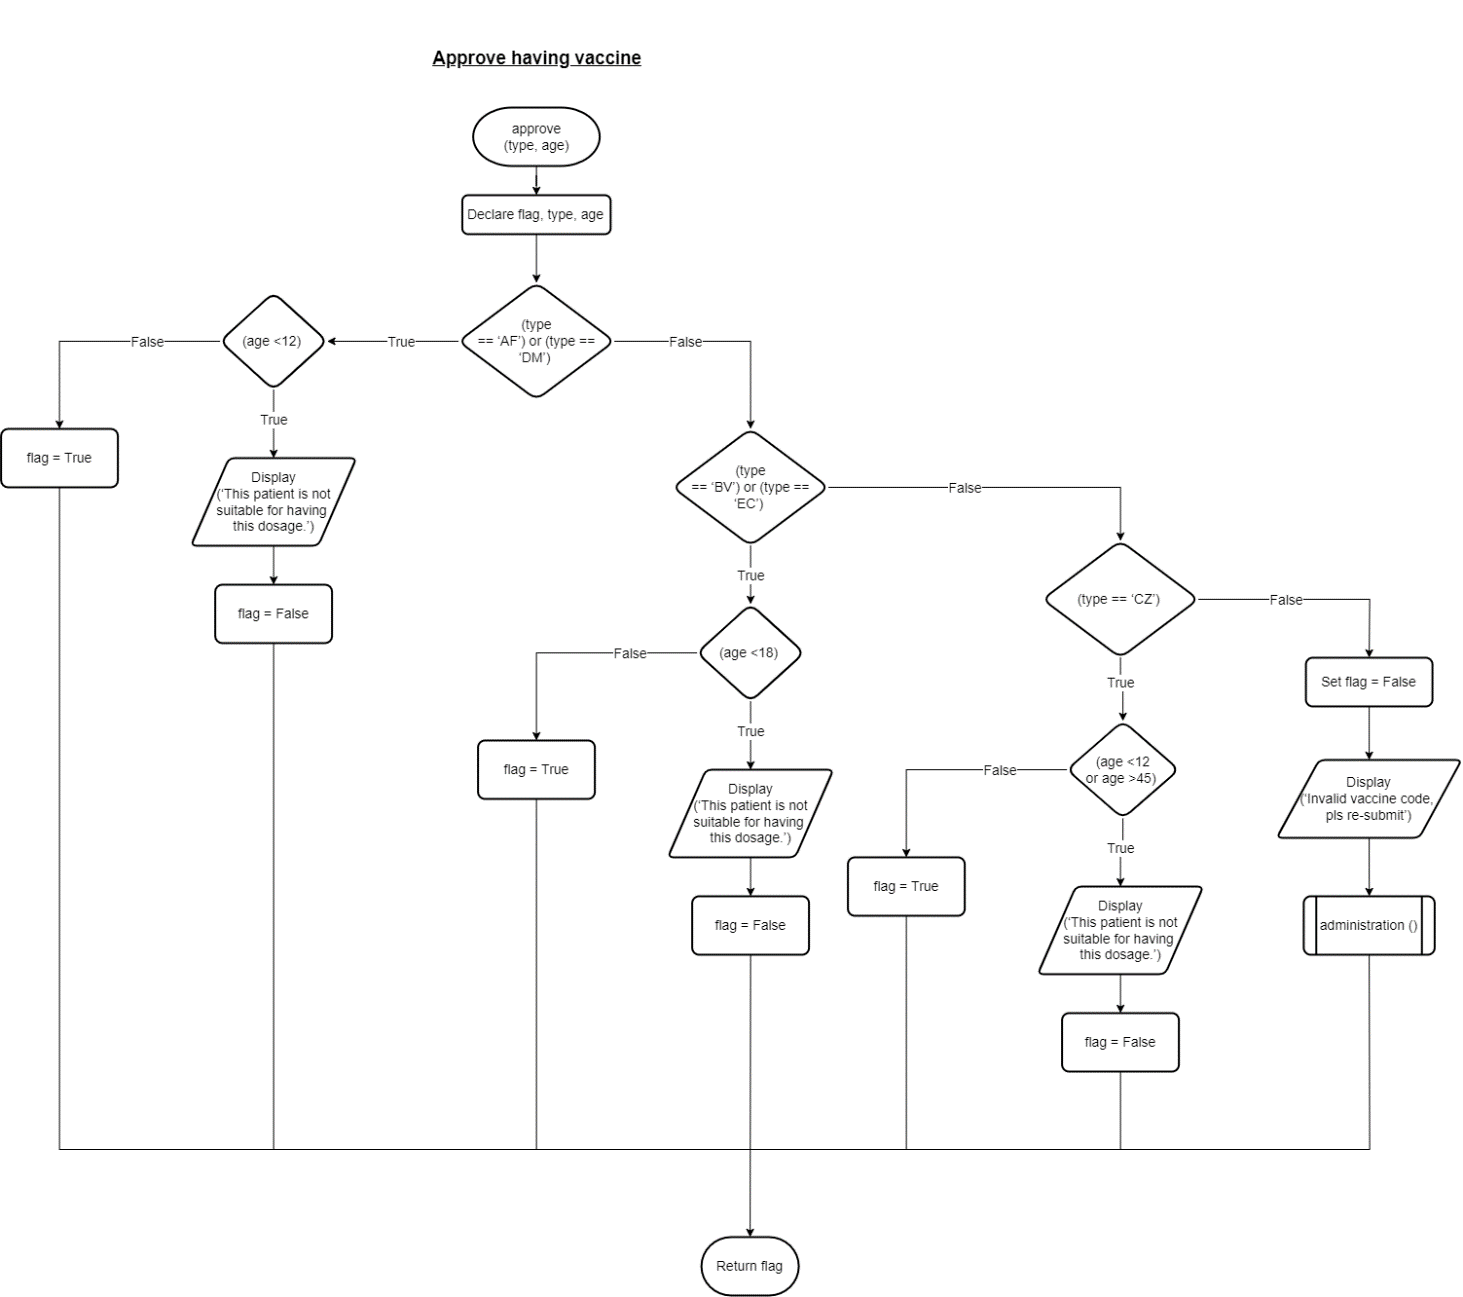 Approve having vaccine
approve
(type, age)
Declare flag, type, age
(type
== ‘AF’) or (type ==
‘DM’)
True
False
(age <12)
False
True
flag = True
Display
(‘This patient is not
suitable for having
this dosage.’)
flag = False
(type
== ‘BV’) or (type ==
‘EC’)
False
True
(age <18)
False
True
flag = True
Display
(‘This patient is not
suitable for having
this dosage.’)
flag = False
(type == ‘CZ’)
False
True
(age <12
or age >45)
False
True
flag = True
Display
(‘This patient is not
suitable for having
this dosage.’)
flag = False
Set flag = False
Display
(‘Invalid vaccine code,
pls re-submit’)
administration ()
Return flag